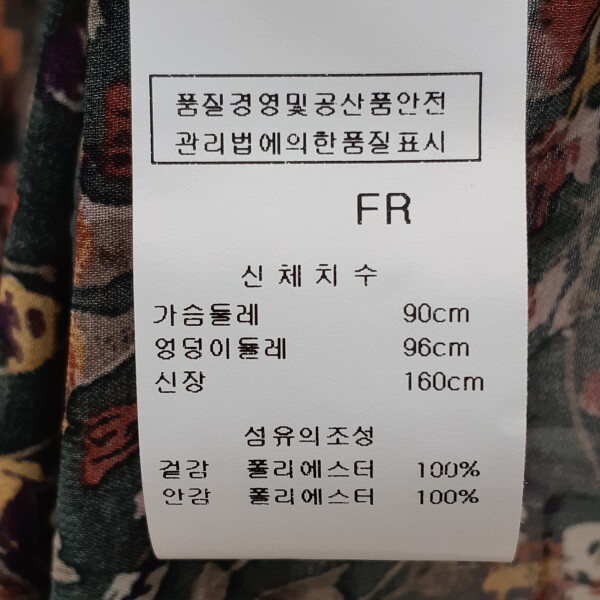 품질경영및공산품안전
관리법에의한품질표시
FR
신체치수
가슴둘레 90cm
엉덩이둘레 96cm
신장 160cm
섬유의조성
겉감 폴리에스터 100%
안감 폴리에스터 100%